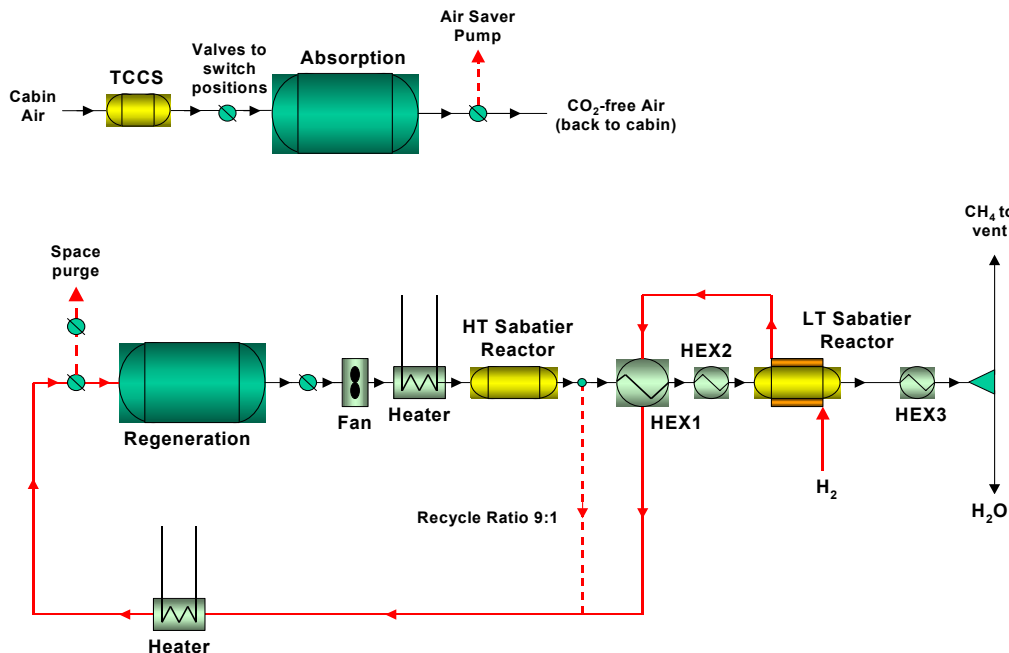 Air Saver
Pump
Valves to
switch
positions
Absorption
TCCS
Cabin
Air
CO₂-free Air
(back to cabin)
CH₄ to
vent
Space
purge
HT Sabatier
Reactor
LT Sabatier
Reactor
HEX2
Regeneration
Fan
Heater
HEX1
HEX3
H₂
Recycle Ratio 9:1
H₂O
Heater